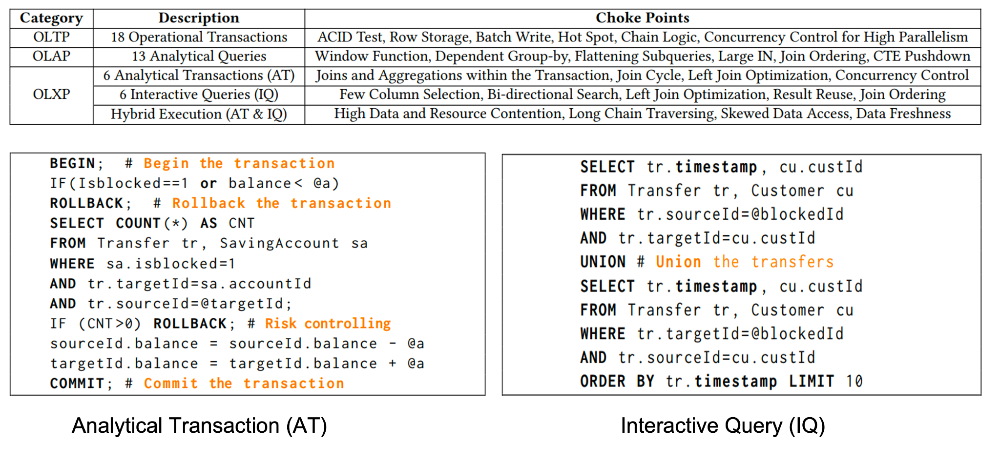 Category Description Choke Points
OLTP 18 Operational Transactions ACID Test, Row Storage, Batch Write, Hot Spot, Chain Logic, Concurrency Control for High Parallelism
OLAP 13 Analytical Queries Window Function, Dependent Group-by, Flattening Subqueries, Large IN, Join Ordering, CTE Pushdown
6 Analytical Transactions (AT) Joins and Aggregations within the Transaction, Join Cycle, Left Join Optimization, Concurrency Control
OLXP 6 Interactive Queries (IQ) Few Column Selection, Bi-directional Search, Left Join Optimization, Result Reuse, Join Ordering
Hybrid Execution (AT & IQ) High Data and Resource Contention, Long Chain Traversing, Skewed Data Access, Data Freshness
BEGIN; # Begin the transaction
IF(Isblocked==1 or balance< @a)
ROLLBACK; # Rollback the transaction
SELECT COUNT(*) AS CNT
FROM Transfer tr, SavingAccount sa
WHERE sa.isblocked=1
AND tr.targetId=sa.accountId
AND tr.sourceId=@targetId;
IF (CNT>0) ROLLBACK; # Risk controlling
sourceId.balance = sourceId.balance - @a
targetId.balance = targetId.balance + @a
COMMIT; # Commit the transaction
Analytical Transaction (AT)
SELECT tr.timestamp, cu.custId
FROM Transfer tr, Customer cu
WHERE tr.sourceId=@blockedId
AND tr.targetId=cu.custId
UNION # Union the transfers
SELECT tr.timestamp, cu.custId
FROM Transfer tr, Customer cu
WHERE tr.targetId=@blockedId
AND tr.sourceId=cu.custId
ORDER BY tr.timestamp LIMIT 10
Interactive Query (IQ)